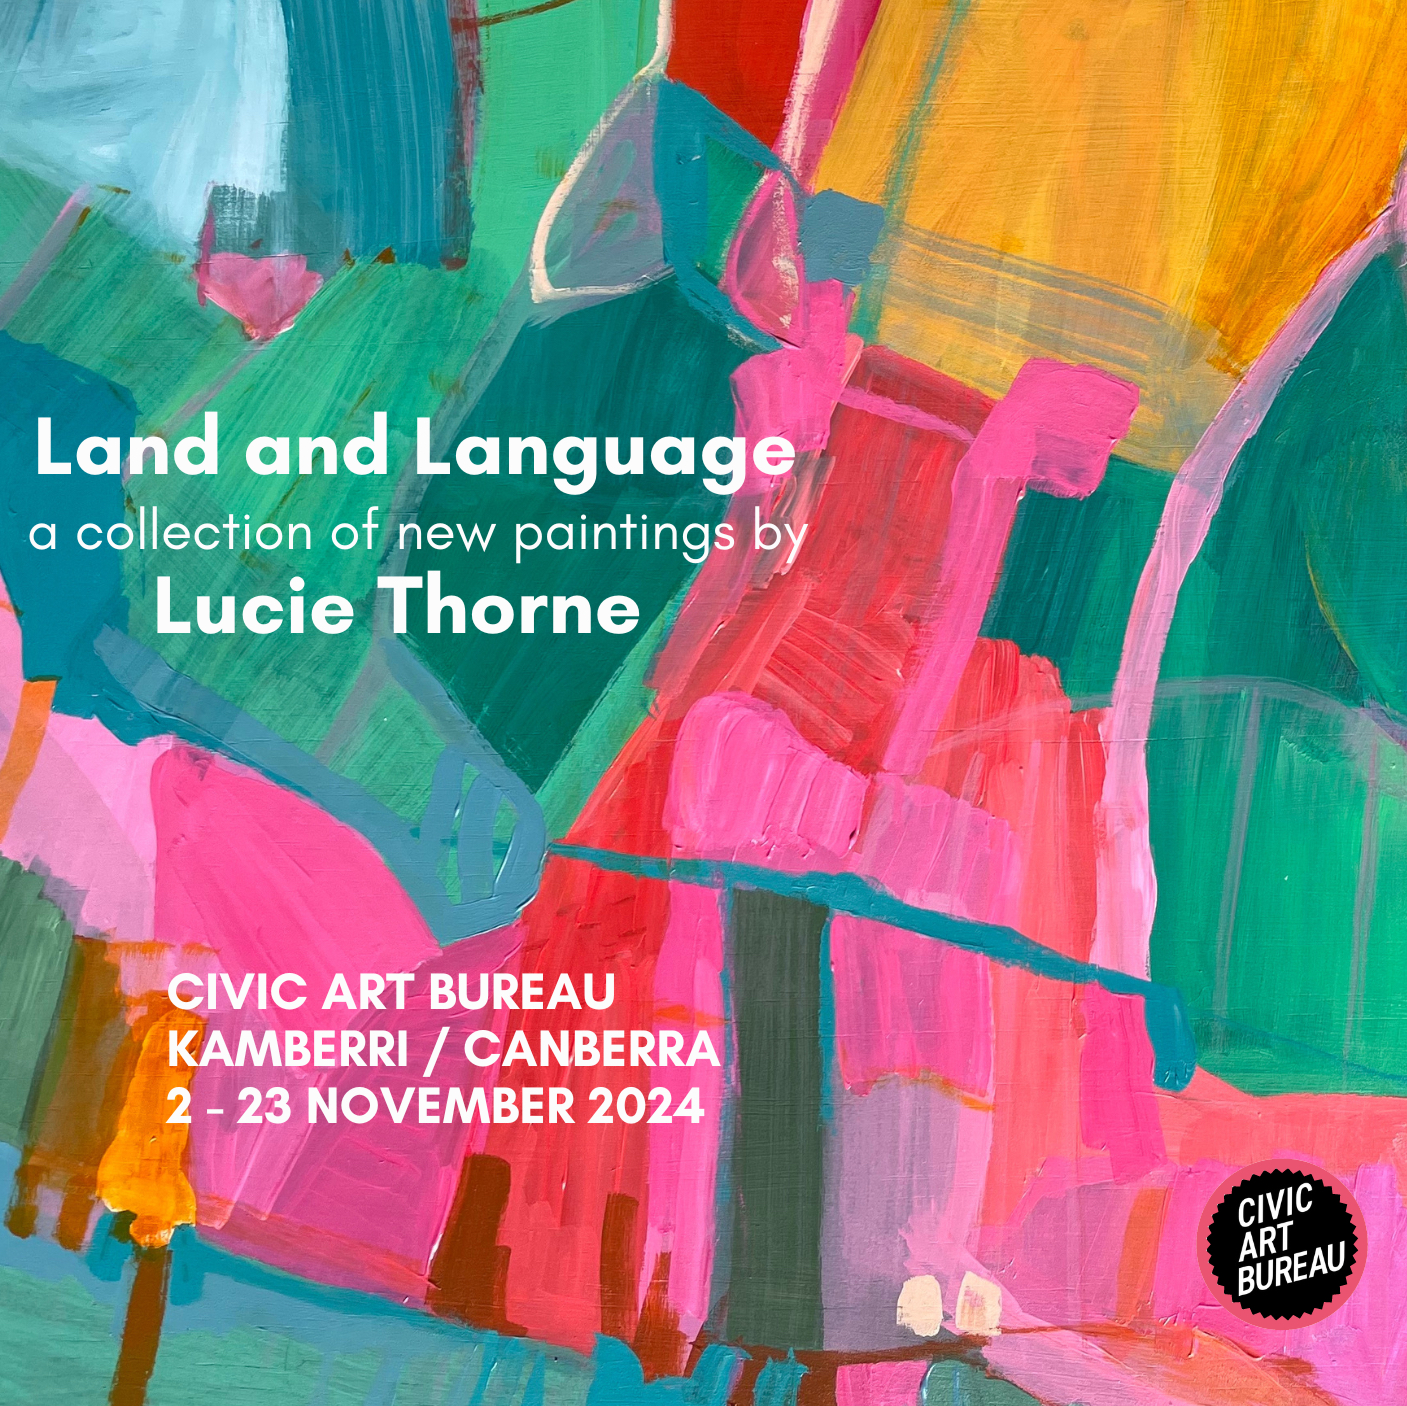 Land and Language
a collection of new paintings by
Lucie Thorne
CIVIC ART BUREAU
KAMBERRI / CANBERRA
2 - 23 NOVEMBER 2024
CIVIC
ART
BUREAU